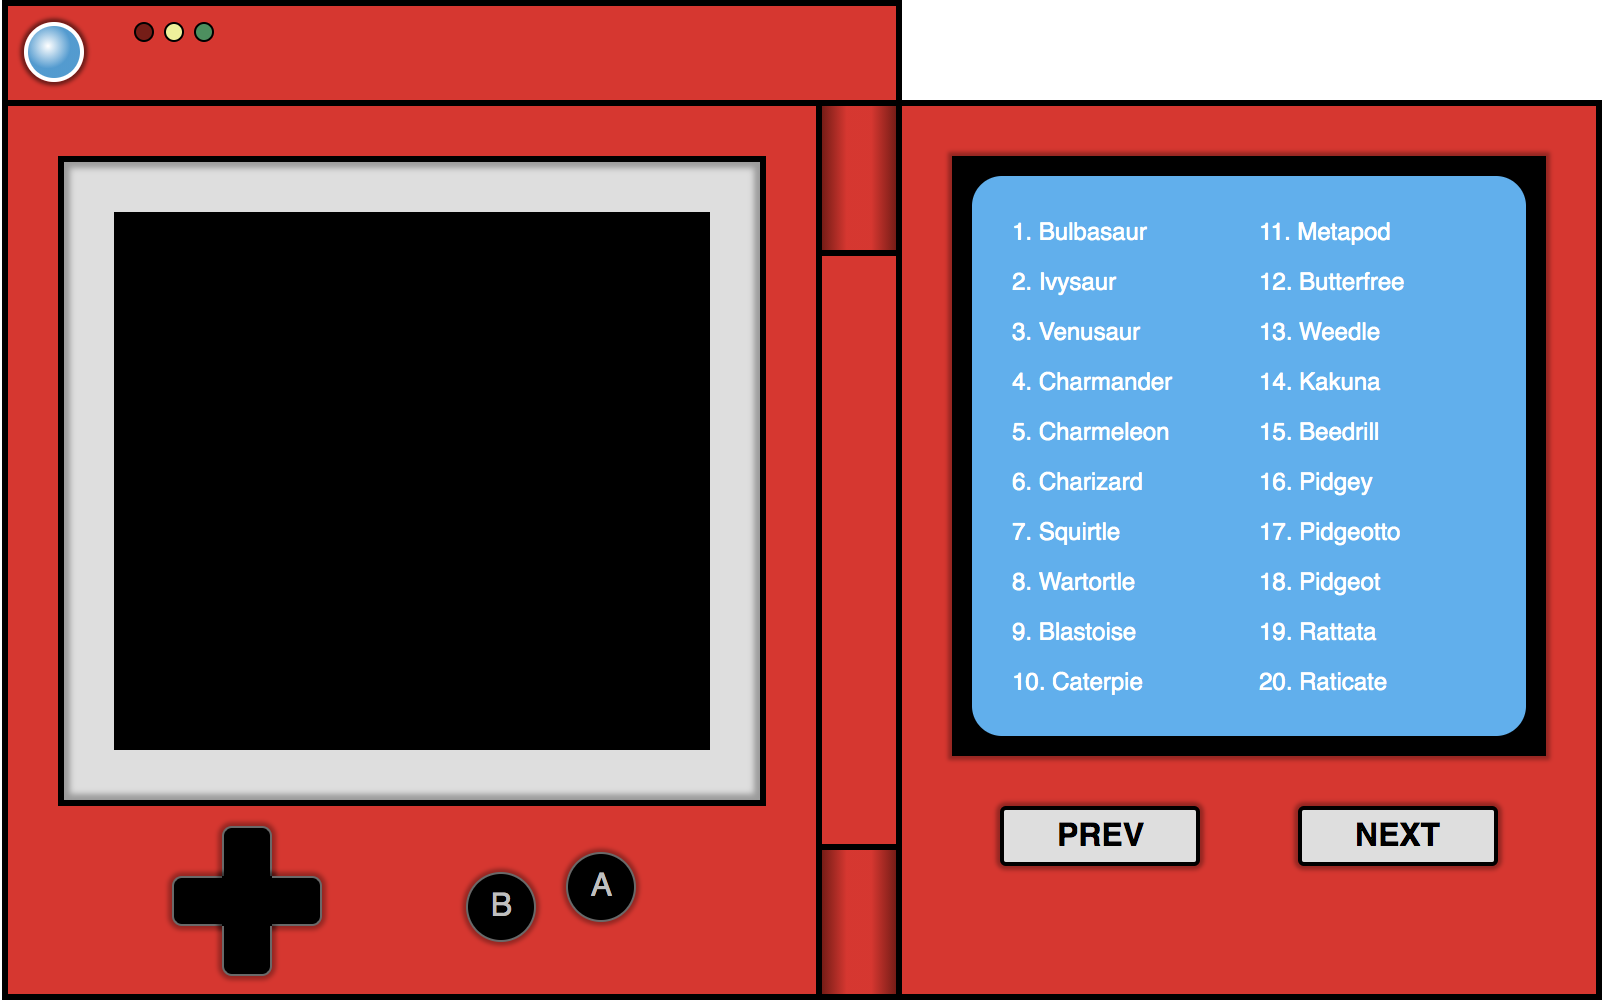 1. Bulbasaur
2. Ivysaur
3. Venusaur
4. Charmander
5. Charmeleon
6. Charizard
7. Squirtle
8. Wartortle
9. Blastoise
10. Caterpie
11. Metapod
12. Butterfree
13. Weedle
14. Kakuna
15. Beedrill
16. Pidgey
17. Pidgeotto
18. Pidgeot
19. Rattata
20. Raticate
PREV
NEXT
B
A